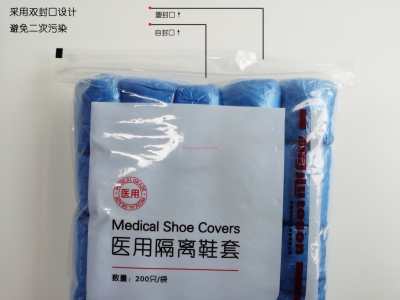 采用双封口设计
避免二次污染
塑封口↑
自封口↑
医用
Medical Shoe Covers
医用隔离鞋套
数量：200只/袋